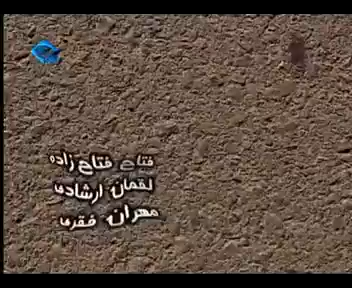 فتاح فتاح زاده
لقمان ارشادی
مهران فقری